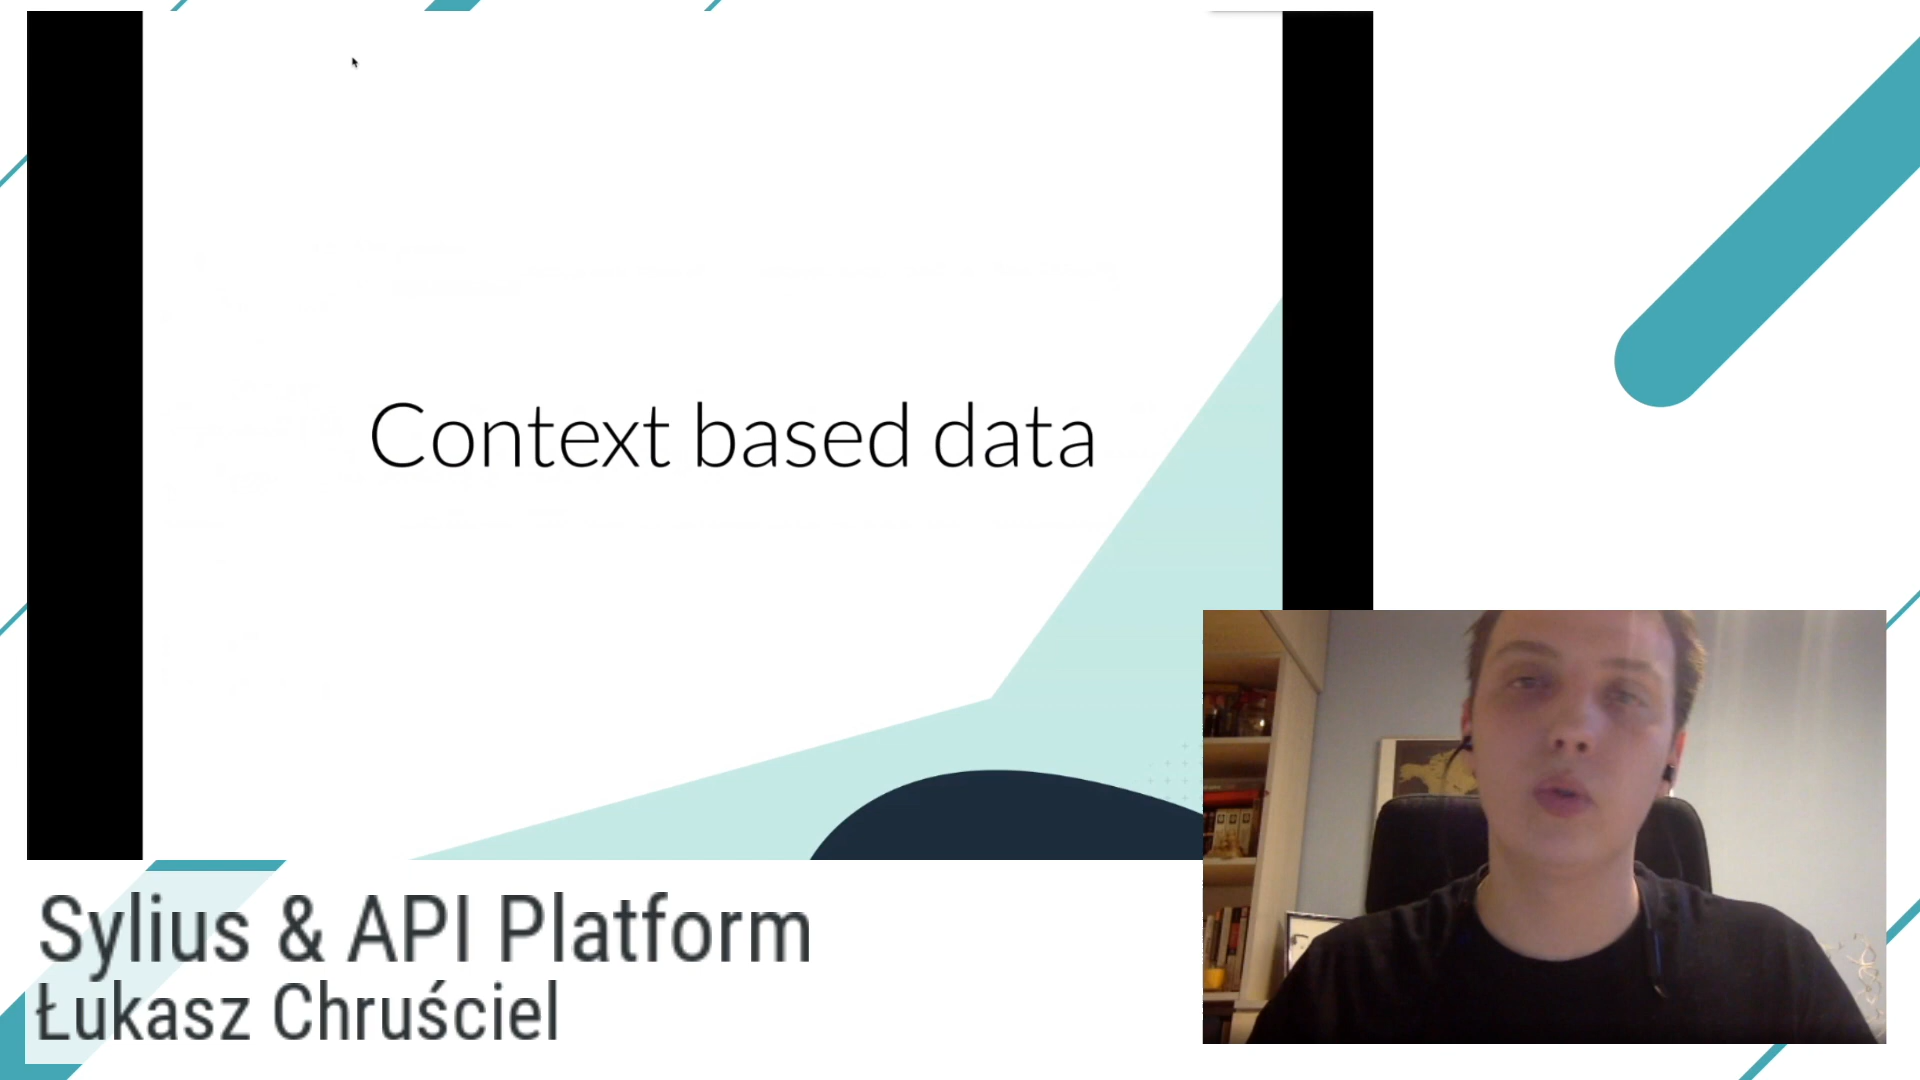 Context based data
Sylius & API Platform
Łukasz Chruściel